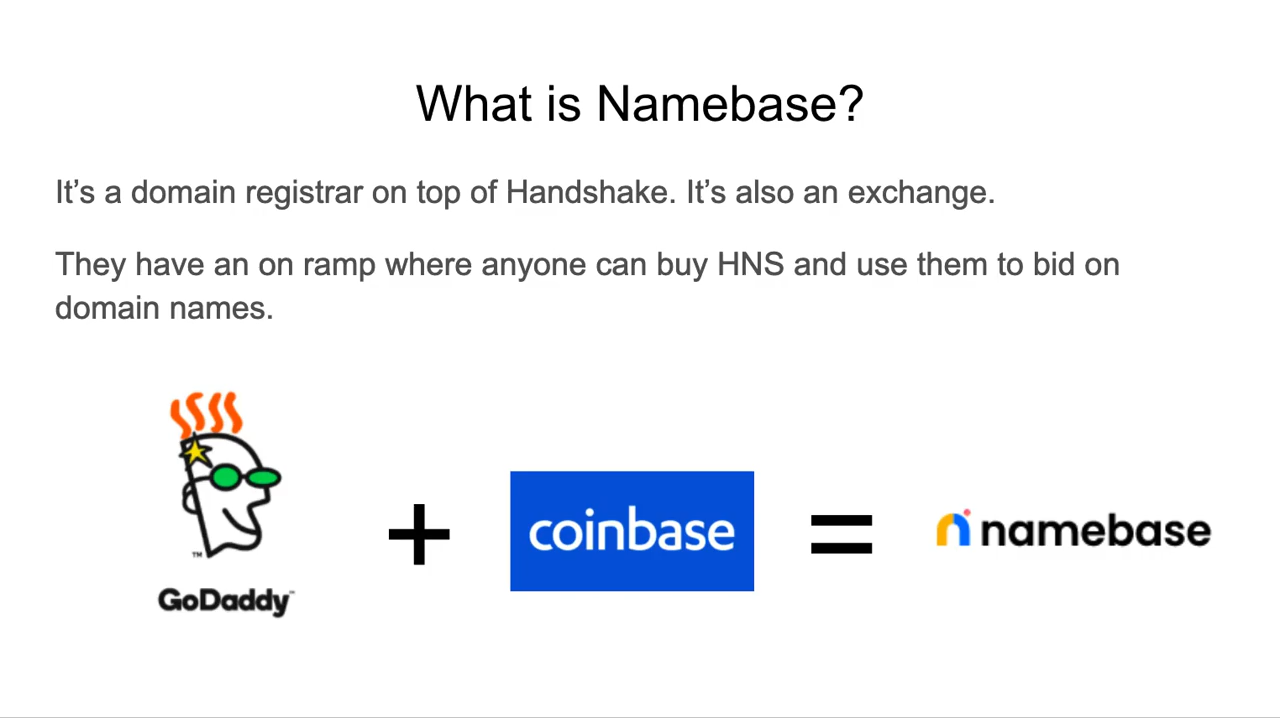 What is Namebase?
It’s a domain registrar on top of Handshake. It’s also an exchange.
They have an on ramp where anyone can buy HNS and use them to bid on
domain names.
™
GoDaddy™
+
coinbase
=
namebase